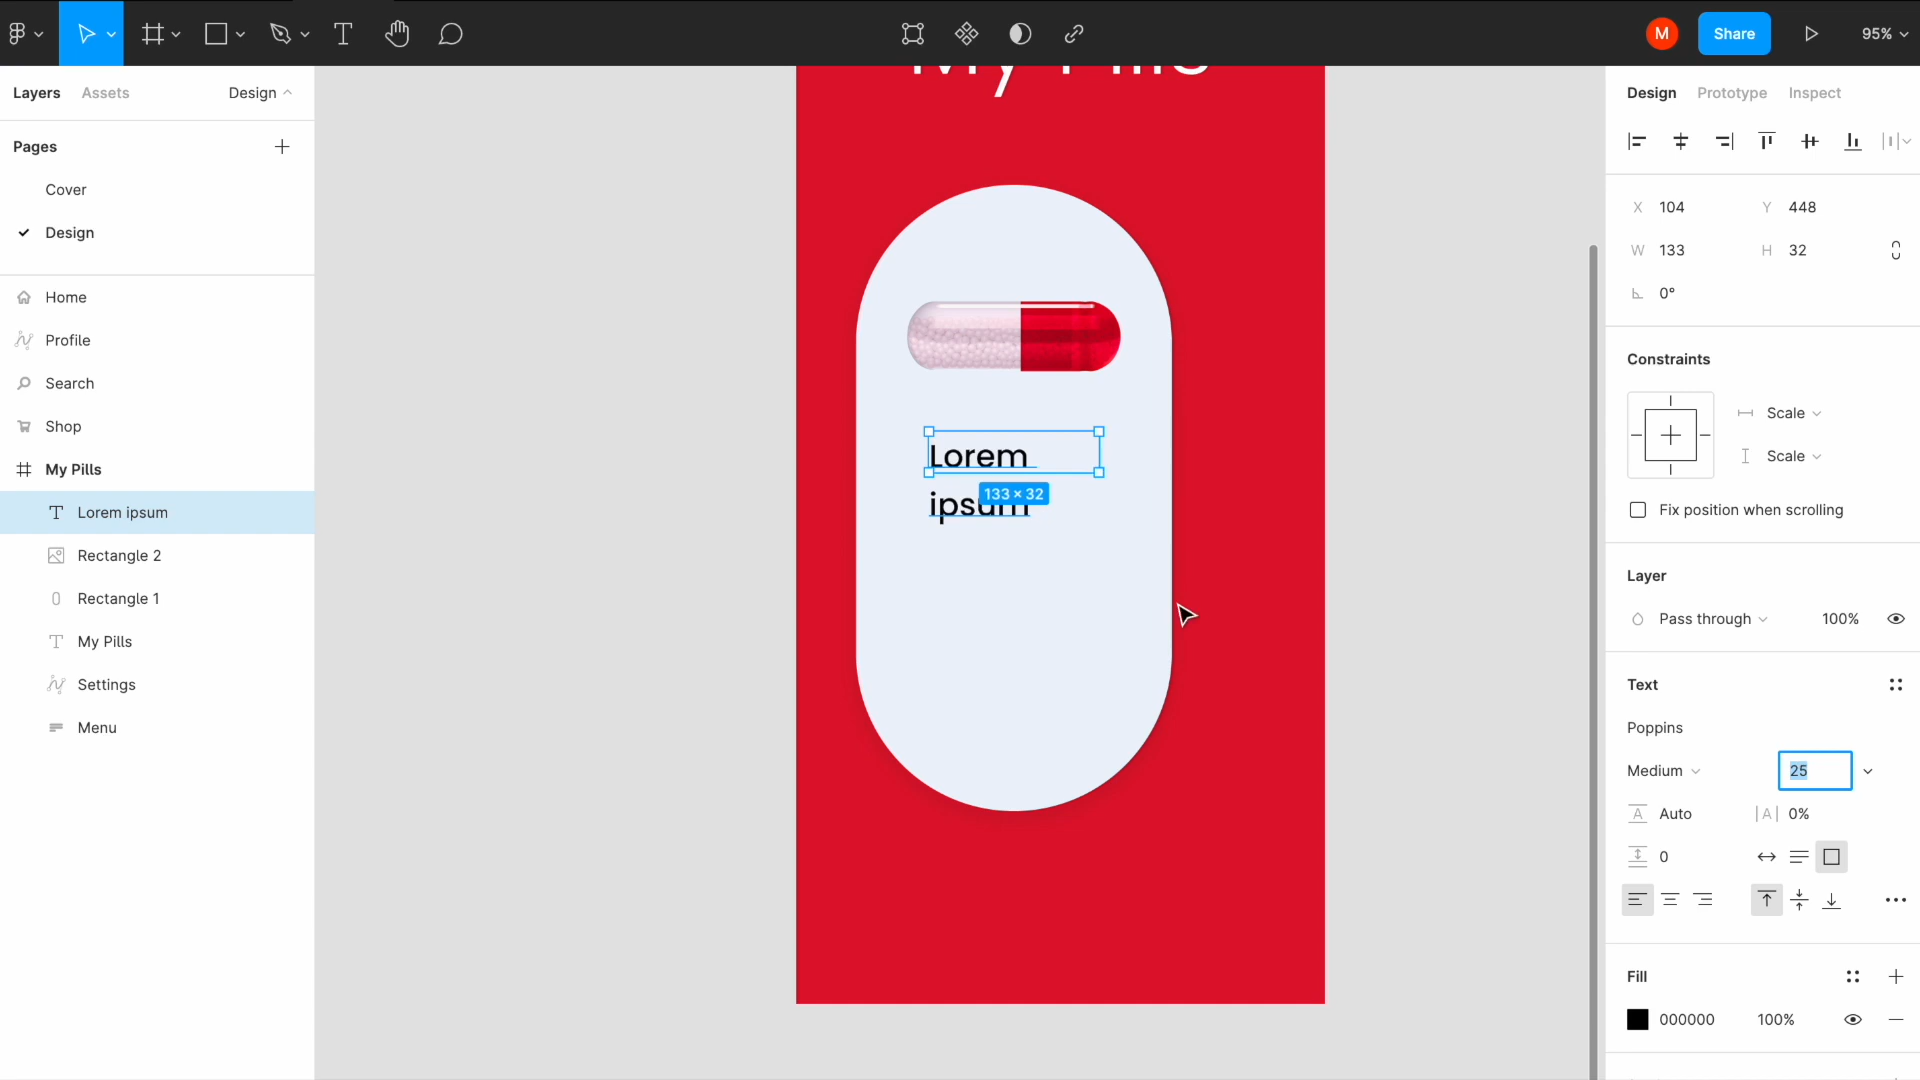 M
Share
95%
Layers
Assets
Design
Pages
Cover
Design
Home
Profile
Search
Shop
My Pills
Lorem ipsum
Rectangle 2
Rectangle 1
My Pills
Settings
Menu
My Pills
Lorem
ipsum
133 × 32
Design
Prototype
Inspect
X 104
Y 448
W 133
H 32
0°
Constraints
Scale
Scale
Fix position when scrolling
Layer
Pass through
100%
Text
Poppins
Medium
25
A Auto
|A| 0%
0
Fill
000000
100%